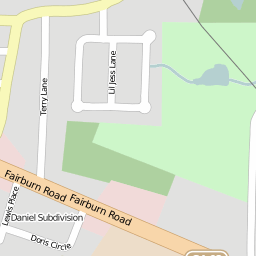 Lil Jess Lane
Terry Lane
Fairburn Road Fairburn Road
Lewis Place
Daniel Subdivision
Doris Circle